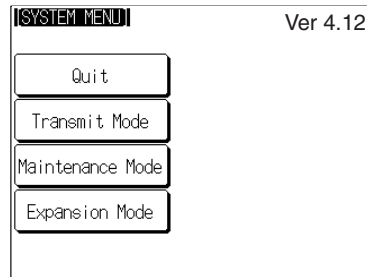 SYSTEM MENU
Ver 4.12
Quit
Transmit Mode
Maintenance Mode
Expansion Mode